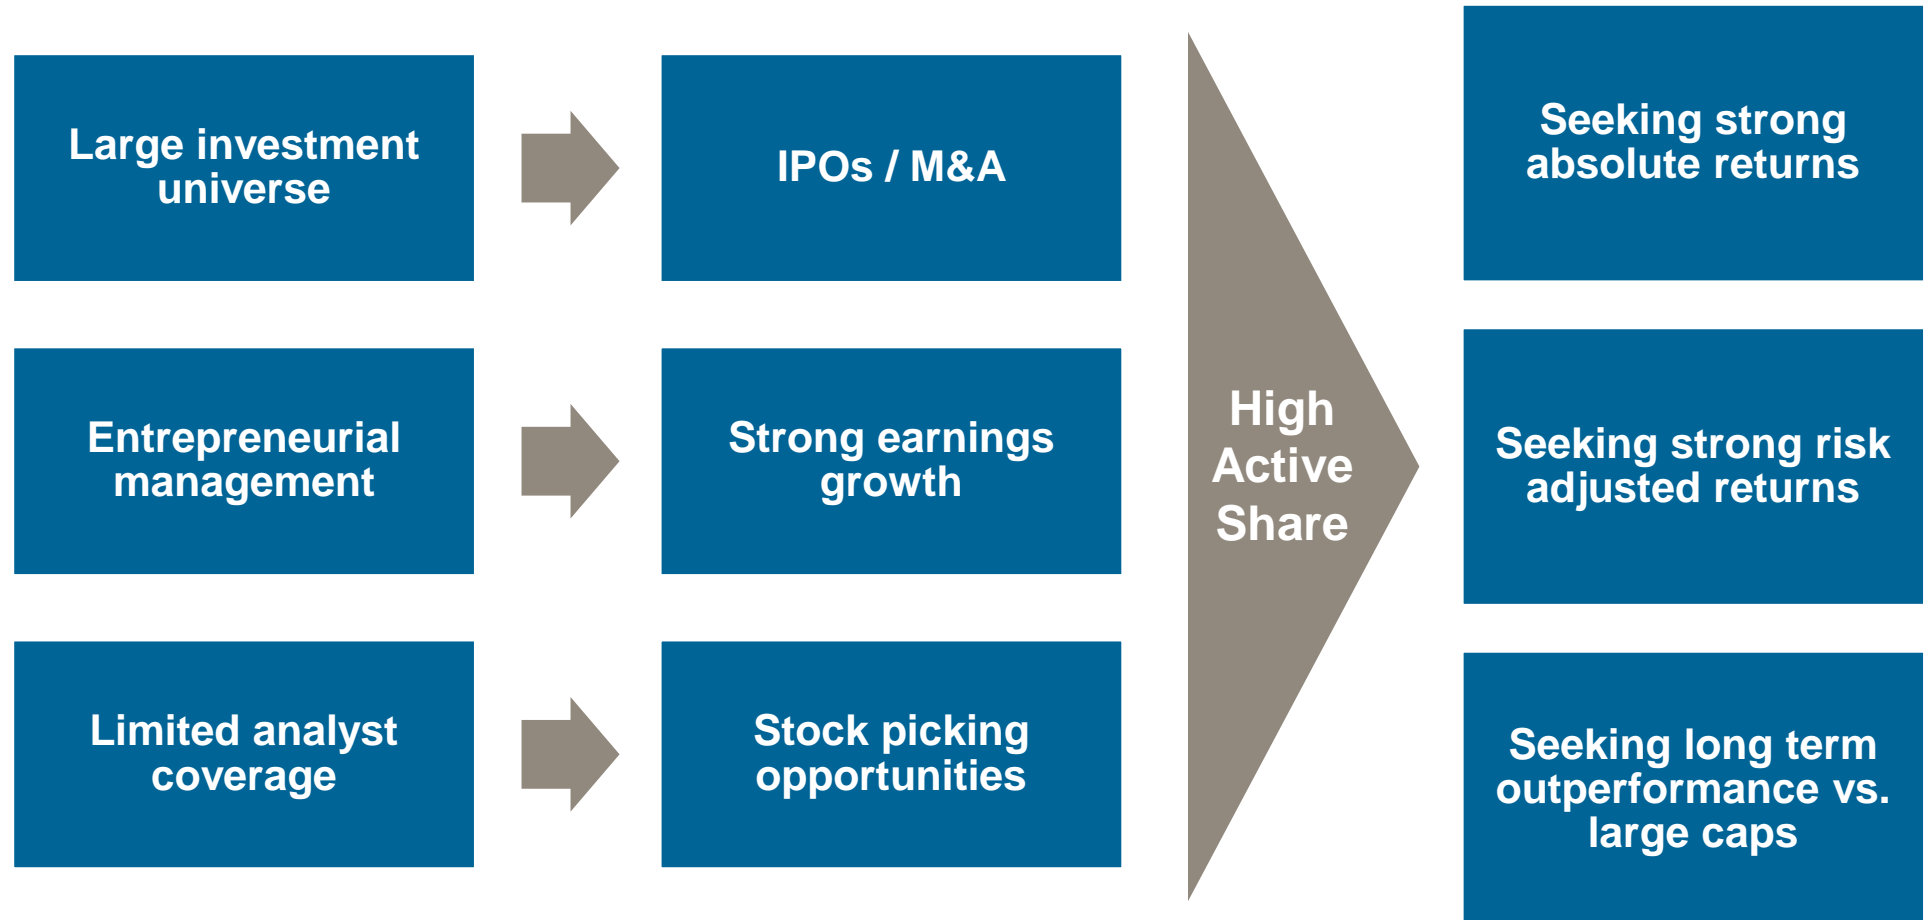 Large investment
universe
IPOs / M&A
Entrepreneurial
management
Strong earnings
growth
Limited analyst
coverage
Stock picking
opportunities
High
Active
Share
Seeking strong
absolute returns
Seeking strong risk
adjusted returns
Seeking long term
outperformance vs.
large caps